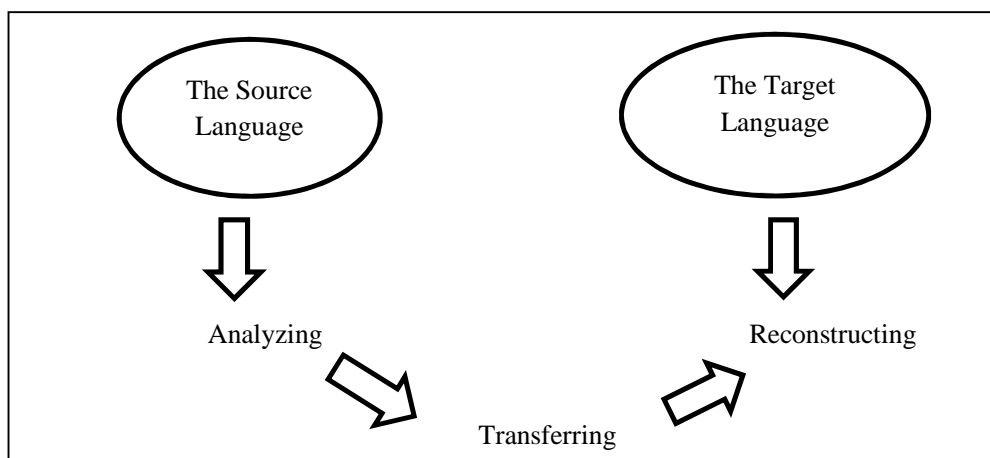 The Source
Language
The Target
Language
Analyzing
Reconstructing
Transferring